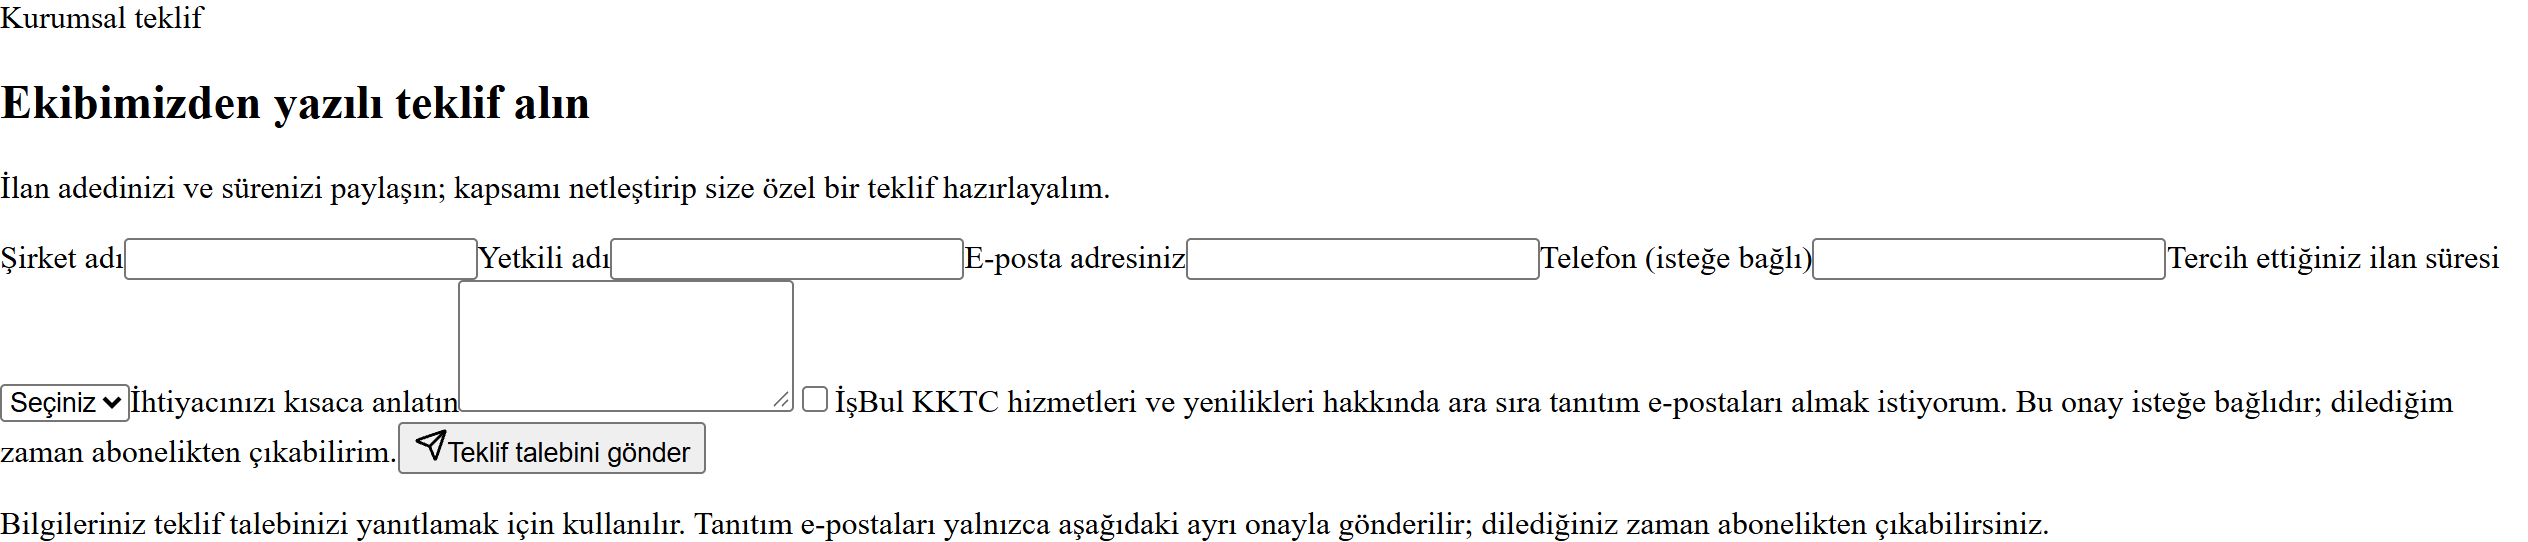 Kurumsal teklif
Ekibimizden yazılı teklif alın
İlan adedinizi ve sürenizi paylaşın; kapsamı netleştirip size özel bir teklif hazırlayalım.
Şirket adı Yetkili adı E-posta adresiniz Telefon (isteğe bağlı) Tercih ettiğiniz ilan süresi
Seçiniz İhtiyacınızı kısaca anlatın İşBul KKTC hizmetleri ve yenilikleri hakkında ara sıra tanıtım e-postaları almak istiyorum. Bu onay isteğe bağlıdır; dilediğim
zaman abonelikten çıkabilirim. Teklif talebini gönder
Bilgileriniz teklif talebinizi yanıtlamak için kullanılır. Tanıtım e-postaları yalnızca aşağıdaki ayrı onayla gönderilir; dilediğiniz zaman abonelikten çıkabilirsiniz.